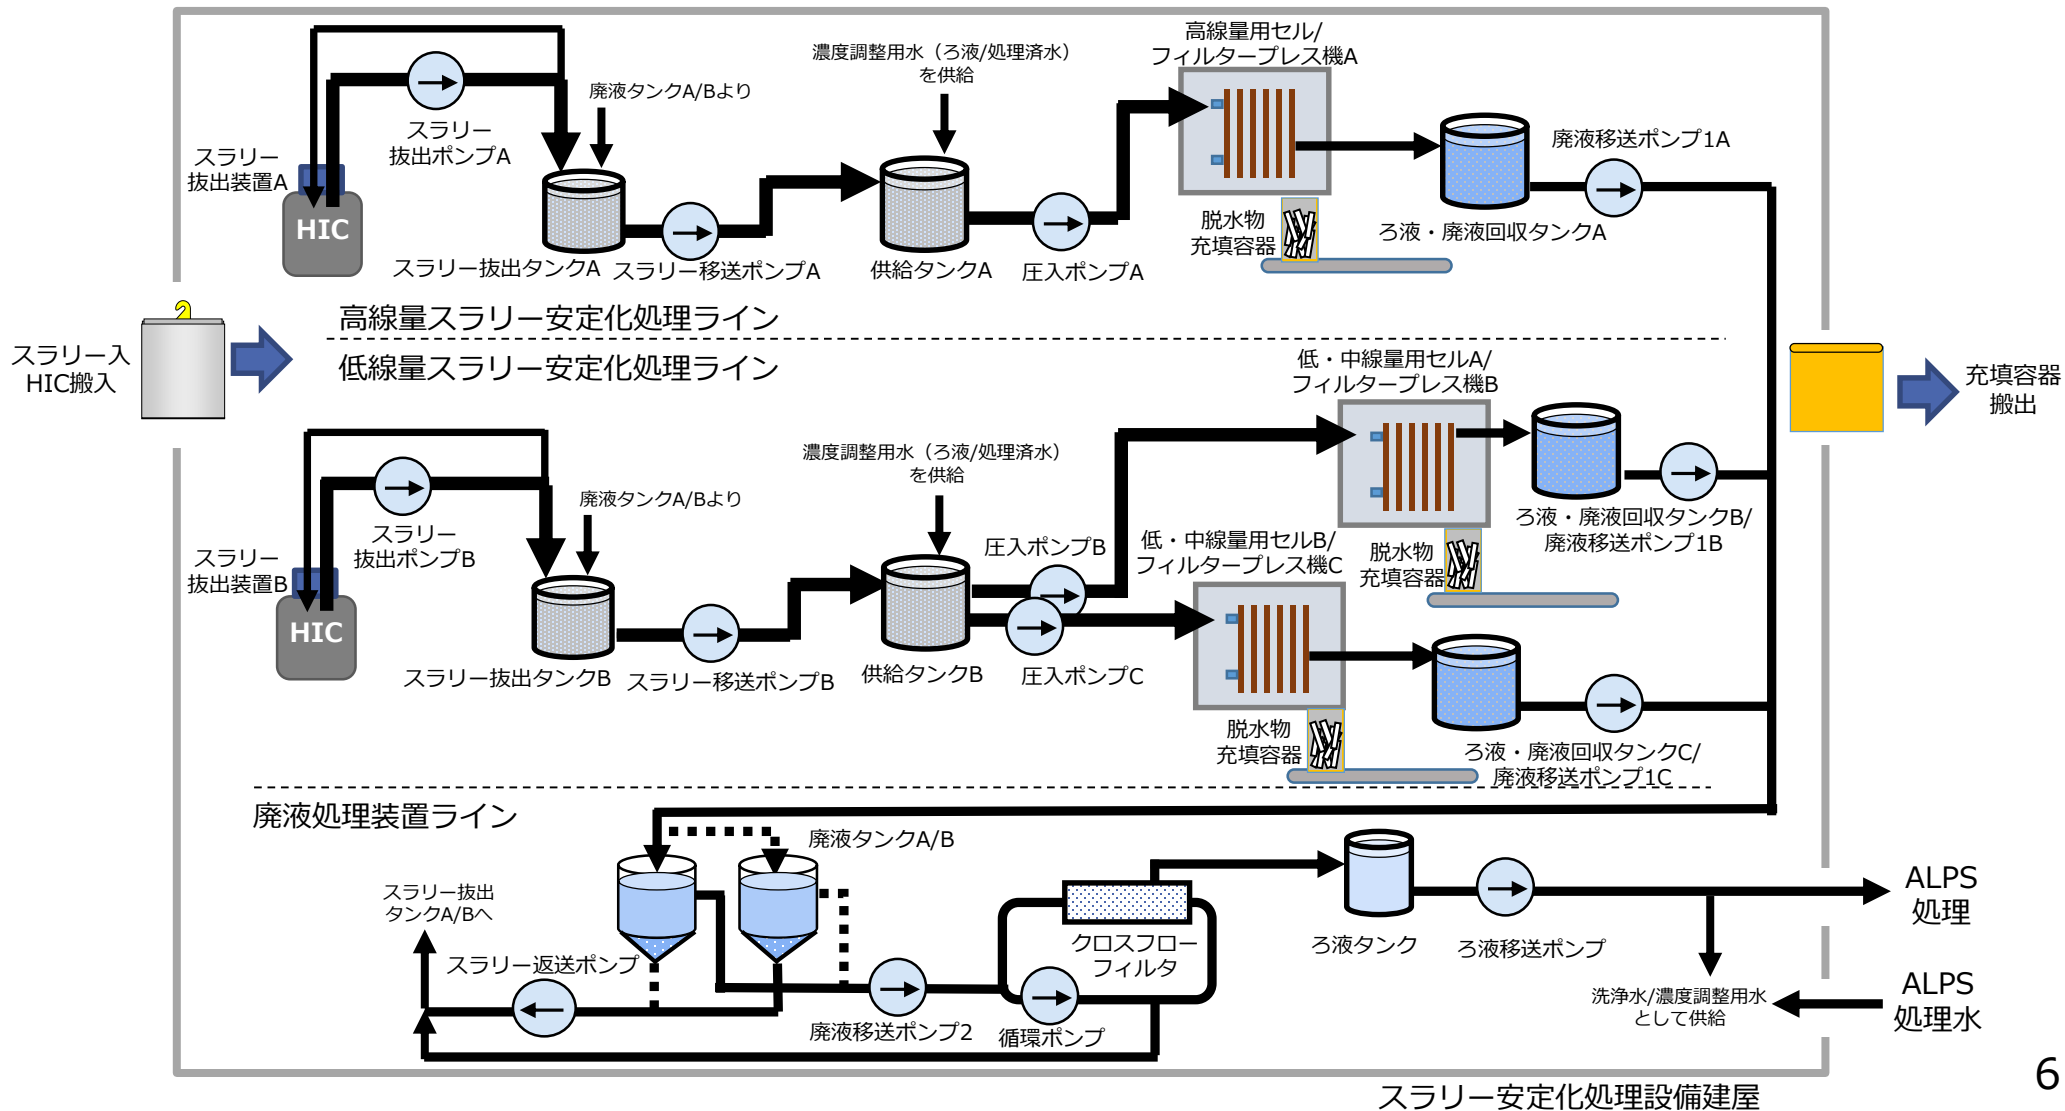 高線量用セル/
フィルタープレス機A
濃度調整用水（ろ液/処理済水）
を供給
廃液タンクA/Bより
スラリー
抜出ポンプA
スラリー
抜出装置A
HIC
廃液移送ポンプ1A
脱水物
充填容器
ろ液・廃液回収タンクA
スラリー抜出タンクA
スラリー移送ポンプA
供給タンクA
圧入ポンプA
高線量スラリー安定化処理ライン
スラリー入
HIC搬入
低線量スラリー安定化処理ライン
低・中線量用セルA/
フィルタープレス機B
充填容器
搬出
濃度調整用水（ろ液/処理済水）
を供給
廃液タンクA/Bより
スラリー
抜出ポンプB
スラリー
抜出装置B
HIC
圧入ポンプB
低・中線量用セルB/
フィルタープレス機C
脱水物
充填容器
ろ液・廃液回収タンクB/
廃液移送ポンプ1B
スラリー抜出タンクB
スラリー移送ポンプB
供給タンクB
圧入ポンプC
脱水物
充填容器
ろ液・廃液回収タンクC/
廃液移送ポンプ1C
廃液処理装置ライン
廃液タンクA/B
スラリー抜出
タンクA/Bへ
スラリー返送ポンプ
クロスフロー
フィルタ
ろ液タンク
ろ液移送ポンプ
ALPS
処理
廃液移送ポンプ2
循環ポンプ
洗浄水/濃度調整用水
として供給
ALPS
処理水
スラリー安定化処理設備建屋
6